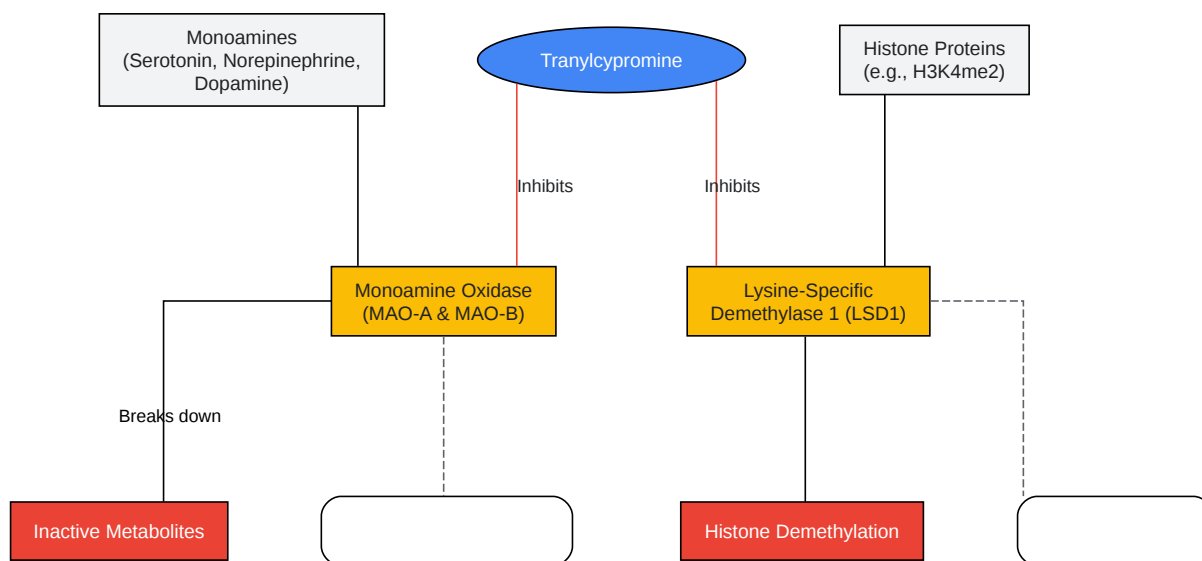 Monoamines
(Serotonin, Norepinephrine,
Dopamine)
Tranylcypromine
Histone Proteins
(e.g., H3K4me2)
Inhibits
Inhibits
Monoamine Oxidase
(MAO-A & MAO-B)
Lysine-Specific
Demethylase 1 (LSD1)
Breaks down
Inactive Metabolites
Histone Demethylation